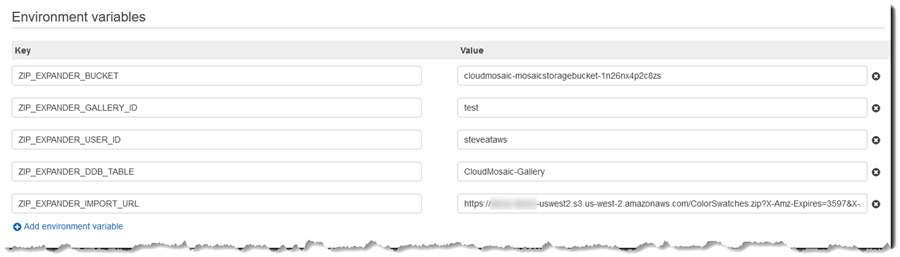 Environment variables
Key Value
ZIP_EXPANDER_BUCKET cloudmosaic-mosaicstoragebucket-1n26nx4p2c8zs
ZIP_EXPANDER_GALLERY_ID test
ZIP_EXPANDER_USER_ID steveataws
ZIP_EXPANDER_DDB_TABLE CloudMosaic-Gallery
ZIP_EXPANDER_IMPORT_URL https:// -uswest2.s3.us-west-2.amazonaws.com/ColorSwatches.zip?X-Amz-Expires=3597&X-
Add environment variable